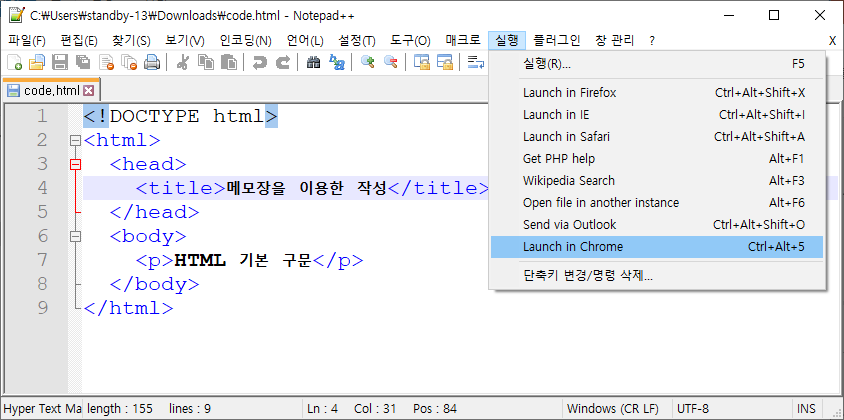 C:₩Users₩standby-13₩Downloads₩code.html - Notepad++
파일(F) 편집(E) 찾기(S) 보기(V) 인코딩(N) 언어(L) 설정(T) 도구(O) 매크로 실행 플러그인 창 관리 ? X
code.html
실행(R)... F5
Launch in Firefox Ctrl+Alt+Shift+X
Launch in IE Ctrl+Alt+Shift+I
Launch in Safari Ctrl+Alt+Shift+A
Get PHP help Alt+F1
Wikipedia Search Alt+F3
Open file in another instance Alt+F6
Send via Outlook Ctrl+Alt+Shift+O
Launch in Chrome Ctrl+Alt+5
단축키 변경/명령 삭제...
1 <!DOCTYPE html>
2 <html>
3 <head>
4 <title>메모장을 이용한 작성</title>
5 </head>
6 <body>
7 <p>HTML 기본 구문</p>
8 </body>
9 </html>
Hyper Text Ma length : 155 lines : 9 Ln : 4 Col : 31 Pos : 84 Windows (CR LF) UTF-8 INS